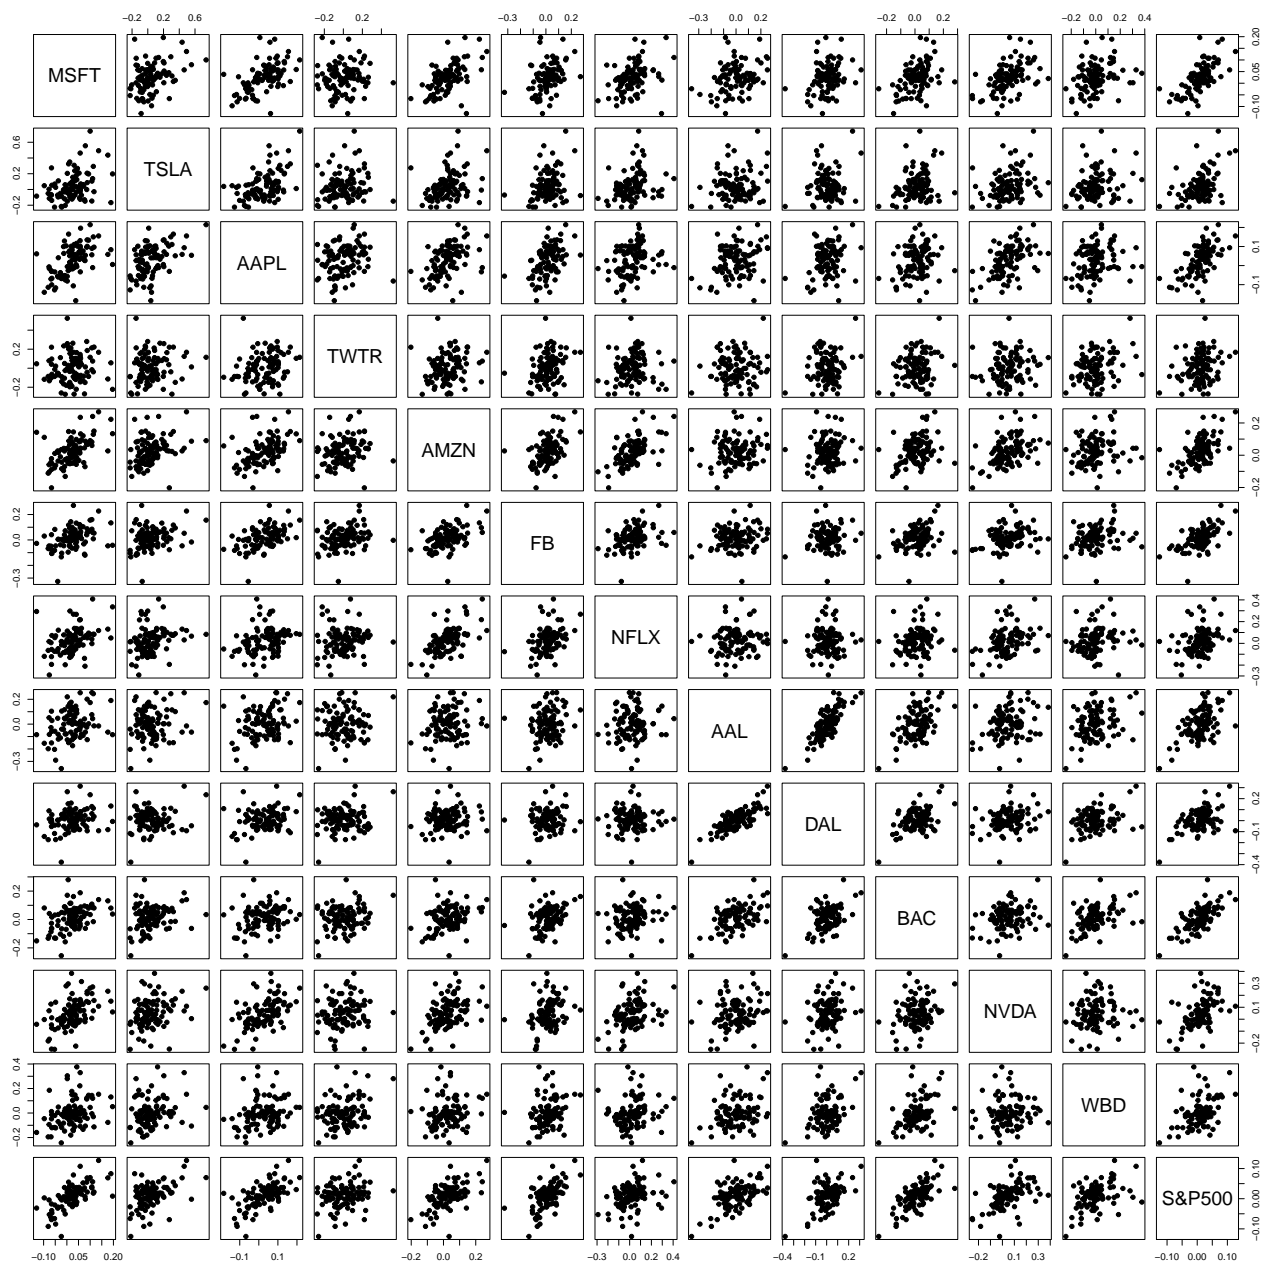 −0.2 0.2 0.6 −0.2 0.2 −0.3 0.0 0.2 −0.3 0.0 0.2 −0.2 0.2 −0.2 0.0 0.2 0.4
MSFT −0.10 0.05 0.20
−0.2 0.2 0.6 TSLA
AAPL −0.1 0.1
−0.2 0.2 TWTR
AMZN −0.2 0.0 0.2
−0.3 0.0 0.2 FB
NFLX −0.3 0.0 0.2 0.4
−0.3 0.0 0.2 AAL
DAL −0.4 −0.1 0.2
−0.2 0.0 0.2 BAC
NVDA −0.2 0.1 0.3
−0.2 0.0 0.2 0.4 WBD
S&P500 −0.10 0.00 0.10
−0.10 0.05 0.20 −0.1 0.1 −0.2 0.0 0.2 −0.3 0.0 0.2 0.4 −0.4 −0.1 0.2 −0.2 0.1 0.3 −0.10 0.00 0.10